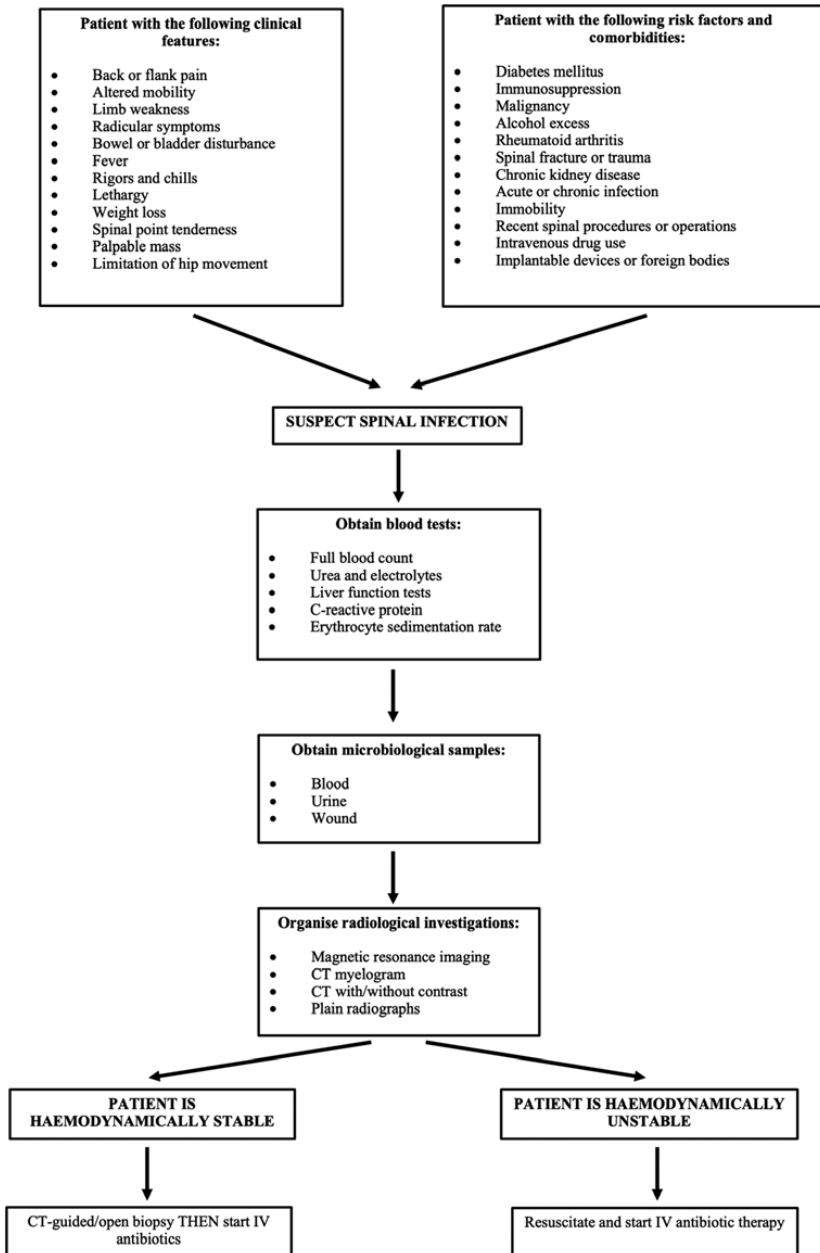 Patient with the following clinical
features:
• Back or flank pain
• Altered mobility
• Limb weakness
• Radicular symptoms
• Bowel or bladder disturbance
• Fever
• Rigors and chills
• Lethargy
• Weight loss
• Spinal point tenderness
• Palpable mass
• Limitation of hip movement
Patient with the following risk factors and
comorbidities:
• Diabetes mellitus
• Immunosuppression
• Malignancy
• Alcohol excess
• Rheumatoid arthritis
• Spinal fracture or trauma
• Chronic kidney disease
• Acute or chronic infection
• Immobility
• Recent spinal procedures or operations
• Intravenous drug use
• Implantable devices or foreign bodies
SUSPECT SPINAL INFECTION
Obtain blood tests:
• Full blood count
• Urea and electrolytes
• Liver function tests
• C-reactive protein
• Erythrocyte sedimentation rate
Obtain microbiological samples:
• Blood
• Urine
• Wound
Organise radiological investigations:
• Magnetic resonance imaging
• CT myelogram
• CT with/without contrast
• Plain radiographs
PATIENT IS
HAEMODYNAMICALLY STABLE
PATIENT IS HAEMODYNAMICALLY
UNSTABLE
CT-guided/open biopsy THEN start IV
antibiotics
Resuscitate and start IV antibiotic therapy